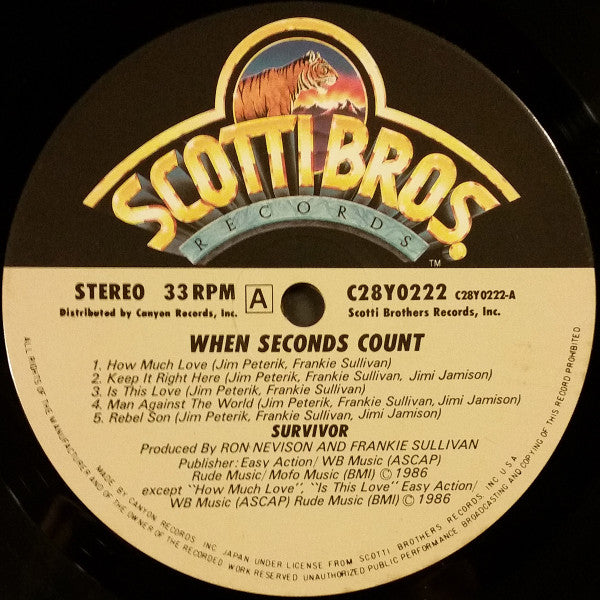 SCOTTI BROS.
RECORDS
TM
STEREO 33 RPM A C28Y0222 C28Y0222-A
Distributed by Canyon Records, Inc. Scotti Brothers Records, Inc.
WHEN SECONDS COUNT
1. How Much Love (Jim Peterik, Frankie Sullivan)
2. Keep It Right Here (Jim Peterik, Frankie Sullivan, Jimi Jamison)
3. Is This Love (Jim Peterik, Frankie Sullivan)
4. Man Against The World (Jim Peterik, Frankie Sullivan, Jimi Jamison)
5. Rebel Son (Jim Peterik, Frankie Sullivan, Jimi Jamison)
SURVIVOR
Produced By RON NEVISON AND FRANKIE SULLIVAN
Publisher: Easy Action/ WB Music (ASCAP)
Rude Music/ Mofo Music (BMI) © 1986
except "How Much Love", "Is This Love" Easy Action/
WB Music (ASCAP) Rude Music (BMI) © 1986
MADE BY CANYON RECORDS INC. JAPAN UNDER LICENSE FROM SCOTTI BROTHERS RECORDS, INC. U S A
ALL RIGHTS OF THE MANUFACTURER AND OF THE OWNER OF THE RECORDED WORK RESERVED UNAUTHORIZED PUBLIC PERFORMANCE, BROADCASTING AND COPYING OF THIS RECORD PROHIBITED